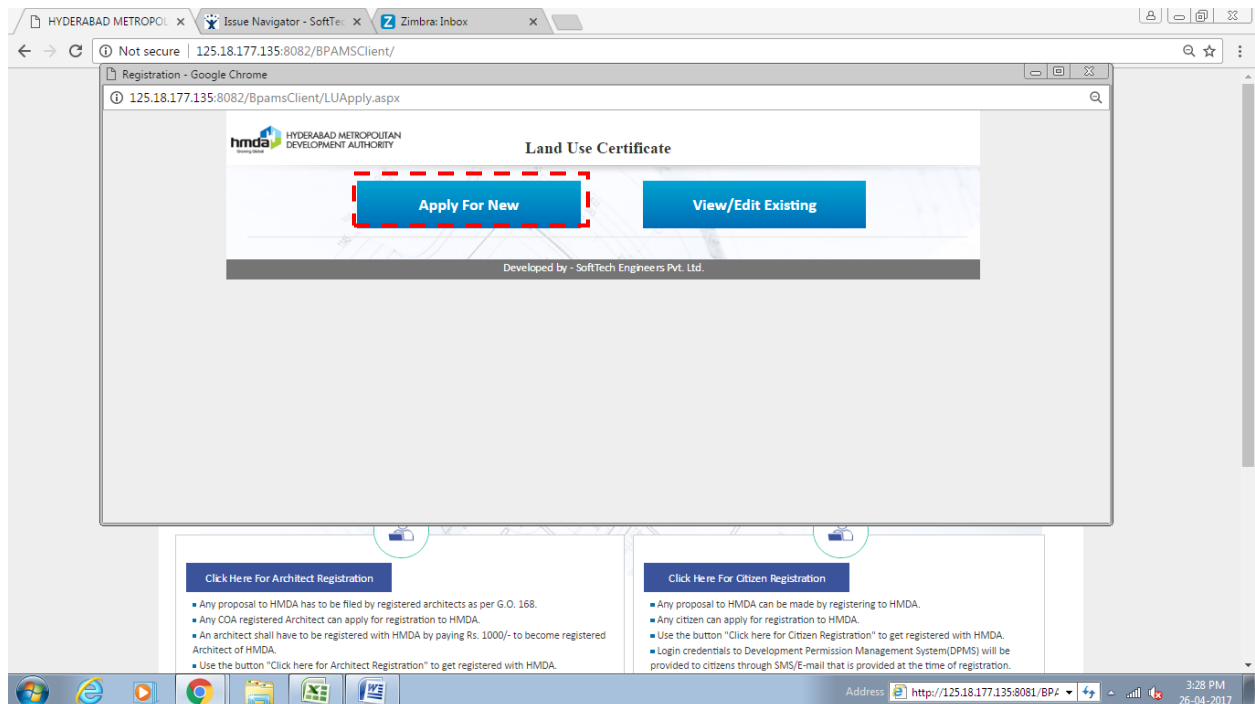 HYDERABAD METROPOL
Issue Navigator - SoftTec
Zimbra: Inbox
Not secure | 125.18.177.135:8082/BPAMSClient/
Registration - Google Chrome
125.18.177.135:8082/BpamsClient/LUApply.aspx
hmda
HYDERABAD METROPOLITAN
DEVELOPMENT AUTHORITY
Land Use Certificate
Apply For New
View/Edit Existing
Developed by - SoftTech Engineers Pvt. Ltd.
Click Here For Architect Registration
Any proposal to HMDA has to be filed by registered architects as per G.O. 168.
Any COA registered Architect can apply for registration to HMDA.
An architect shall have to be registered with HMDA by paying Rs. 1000/- to become registered
Architect of HMDA.
Use the button "Click here for Architect Registration" to get registered with HMDA.
Click Here For Citizen Registration
Any proposal to HMDA can be made by registering to HMDA.
Any citizen can apply for registration to HMDA.
Use the button "Click here for Citizen Registration" to get registered with HMDA.
Login credentials to Development Permission Management System(DPMS) will be
provided to citizens through SMS/E-mail that is provided at the time of registration.
Address http://125.18.177.135:8081/BPA
3:28 PM
26-04-2017